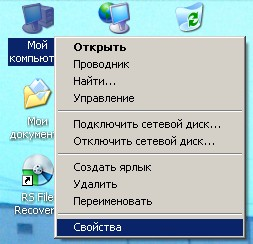 Мой
компьют
Мои
докумен
RS File
Recover
Открыть
Проводник
Найти...
Управление
Подключить сетевой диск...
Отключить сетевой диск...
Создать ярлык
Удалить
Переименовать
Свойства